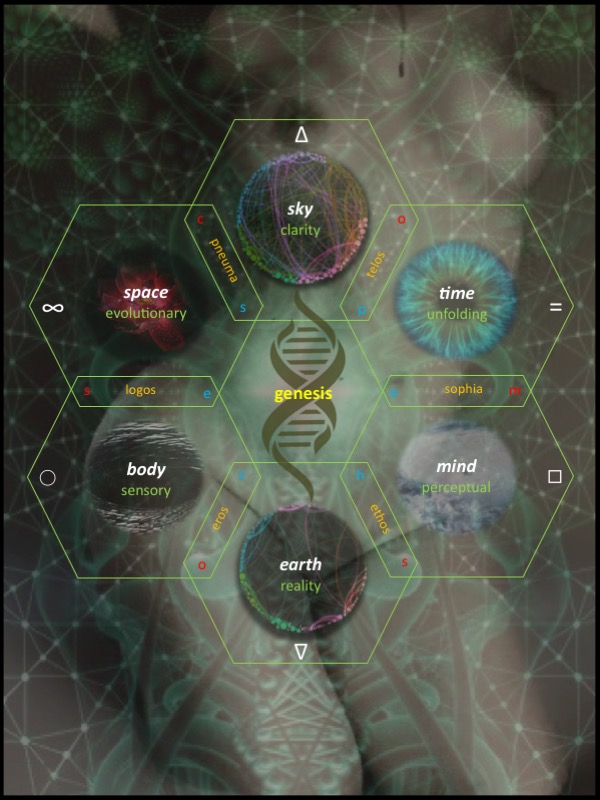 Δ
sky
clarity
c
pneuma
s
o
telos
space
evolutionary
∞
time
unfolding
=
genesis
s
logos
e
sophia
m
body
sensory
○
mind
perceptual
□
eros
o
h
ethos
s
earth
reality
∇